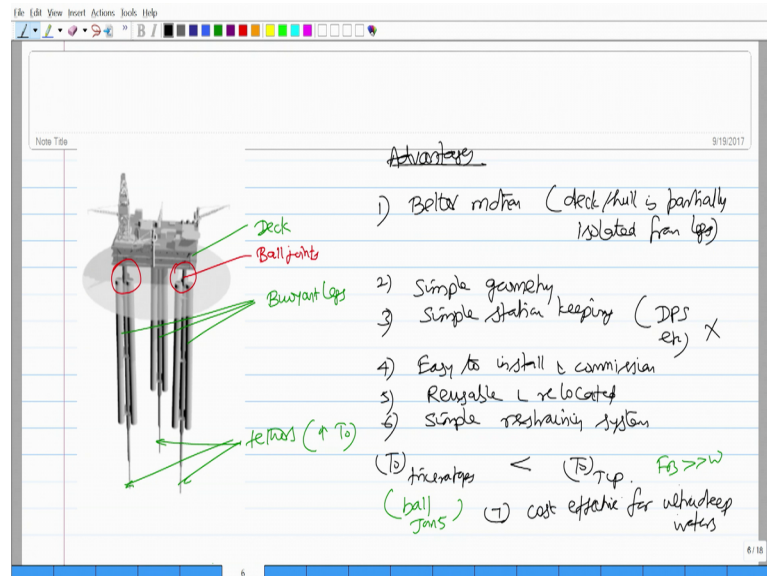 File Edit View Insert Actions Tools Help
B I
Note Title
9/19/2017
Advantages
1) Better motion (deck/hull is partially
isolated from legs)
Deck
Ball joints
Buoyant legs
2) Simple geometry
3) Simple station keeping (DPS
etc) X
4) Easy to install & commission
5) Reusable & relocated
6) Simple restraining system
tethers (↑ T0)
(T0) triceratops < (T0) TLP. FB >> W
(ball
) 7) cost effective for ultradeep
waters
6 / 18
6